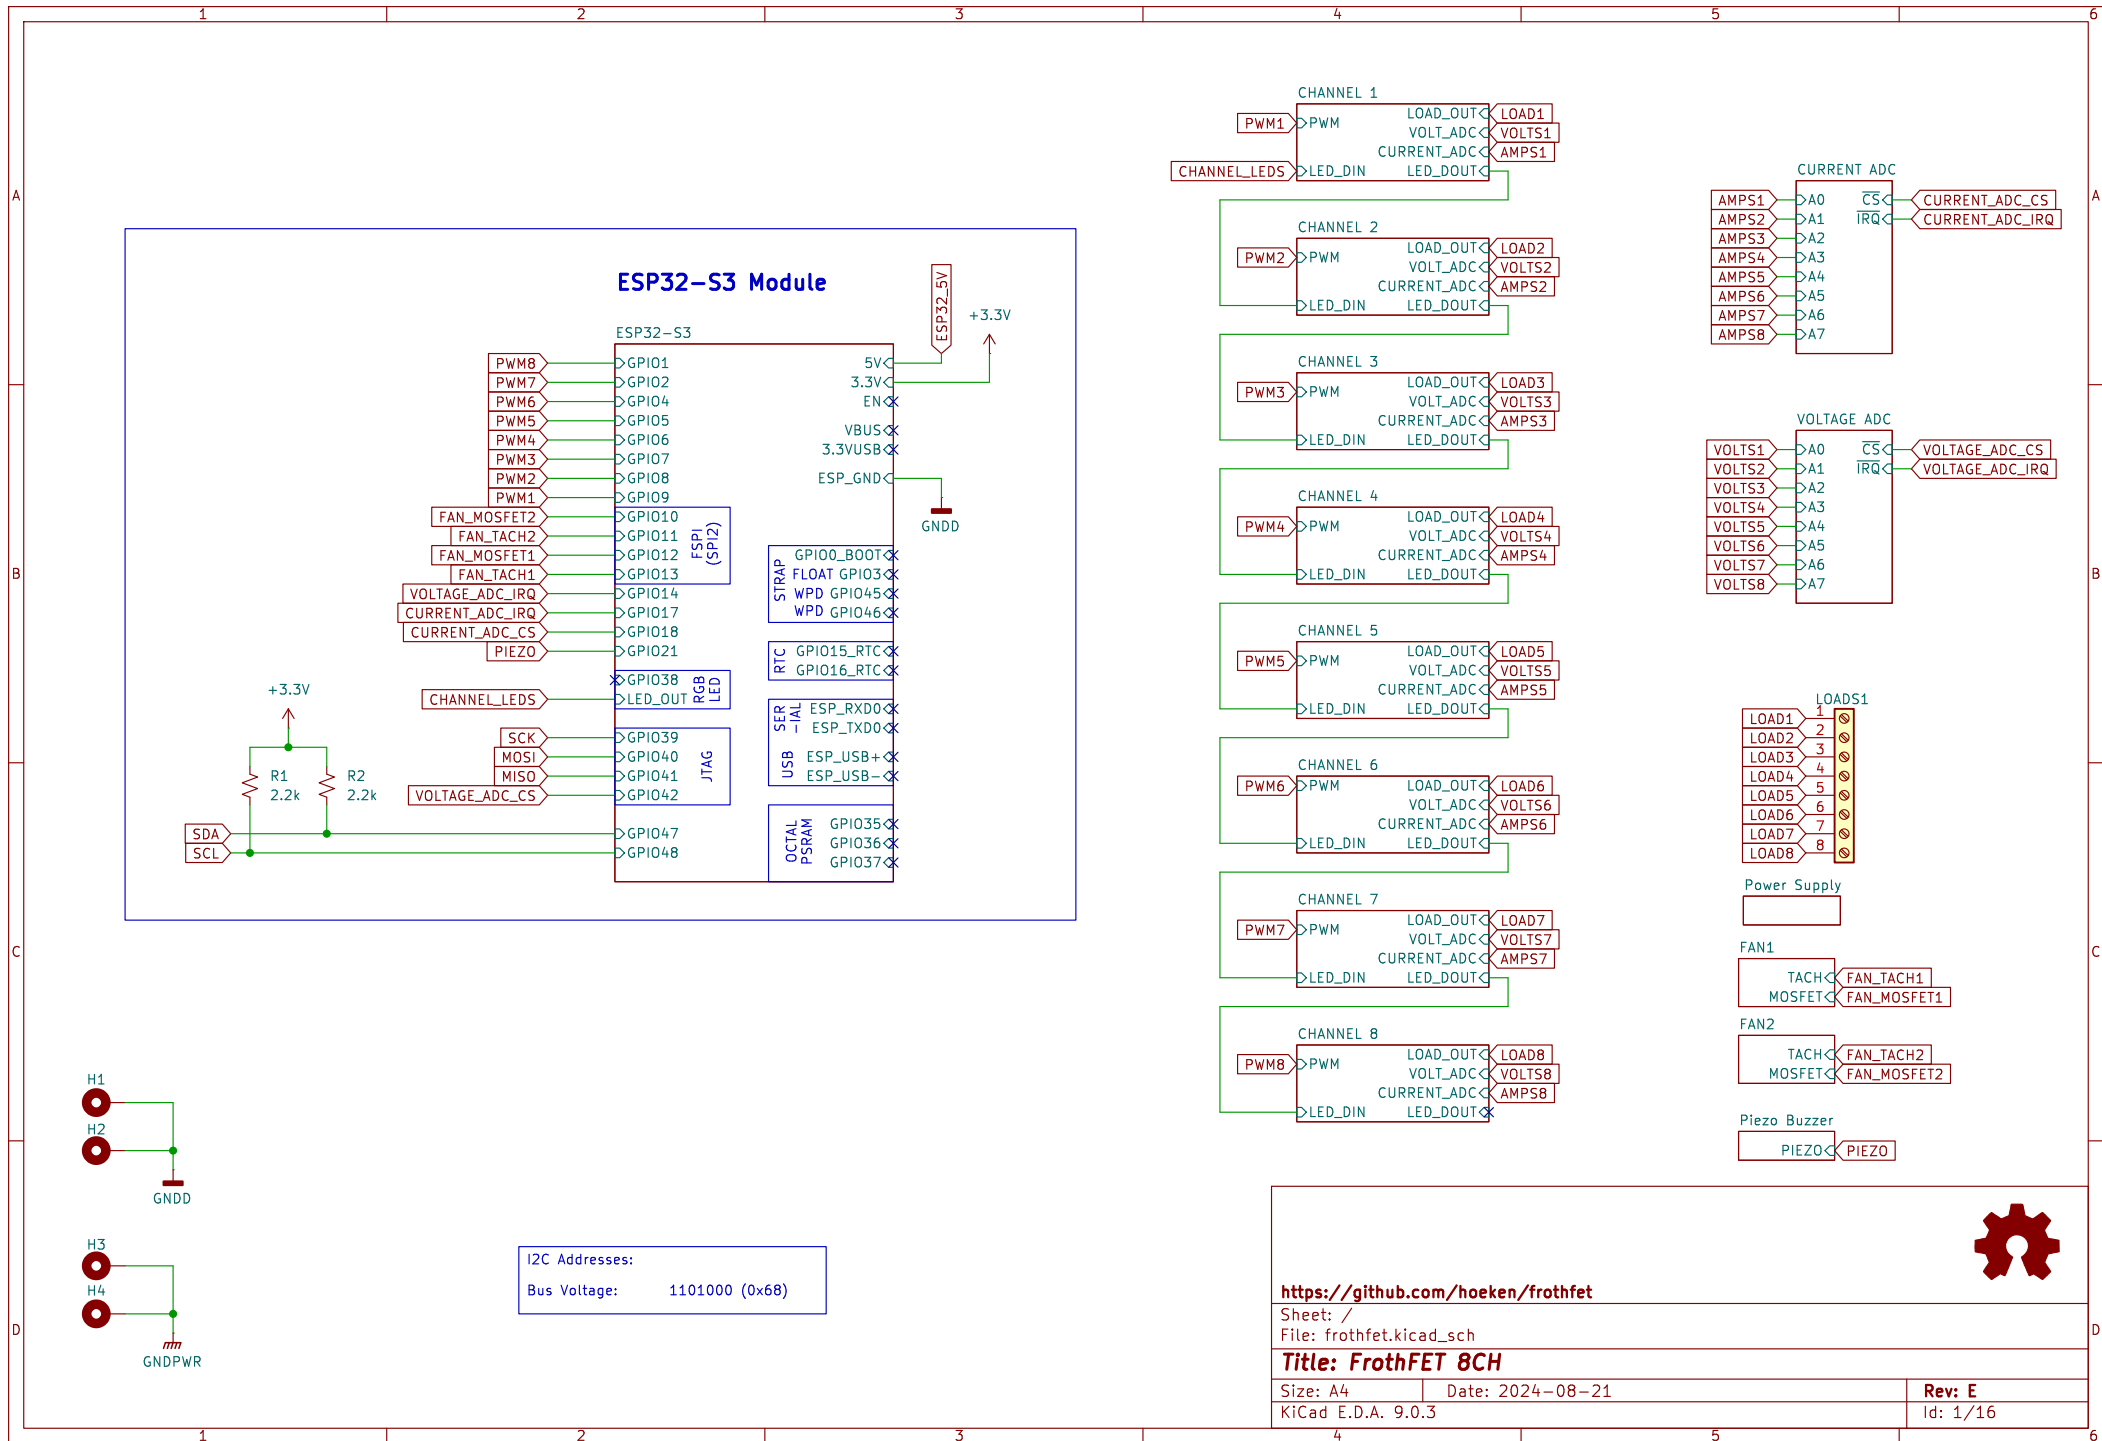 1 2 3 4 5 6
A
B
C
D
A
B
C
D
1 2 3 4 5 6
ESP32-S3 Module
ESP32_5V
+3.3V
ESP32-S3
PWM8 GPIO1
PWM7 GPIO2
PWM6 GPIO4
PWM5 GPIO5
PWM4 GPIO6
PWM3 GPIO7
PWM2 GPIO8
PWM1 GPIO9
FAN_MOSFET2 GPIO10
FAN_TACH2 GPIO11
FAN_MOSFET1 GPIO12
FAN_TACH1 GPIO13
FSPI
(SPI2)
VOLTAGE_ADC_IRQ GPIO14
CURRENT_ADC_IRQ GPIO17
CURRENT_ADC_CS GPIO18
PIEZO GPIO21
GPIO38
CHANNEL_LEDS LED_OUT
RGB
LED
SCK GPIO39
MOSI GPIO40
MISO GPIO41
VOLTAGE_ADC_CS GPIO42
JTAG
SDA GPIO47
SCL GPIO48
+3.3V
R1
2.2k
R2
2.2k
5V
3.3V
EN
VBUS
3.3VUSB
ESP_GND
GNDD
STRAP
GPIO0_BOOT
FLOAT GPIO3
WPD GPIO45
WPD GPIO46
RTC
GPIO15_RTC
GPIO16_RTC
SER
-IAL
ESP_RXD0
ESP_TXD0
USB
ESP_USB+
ESP_USB-
OCTAL
PSRAM
GPIO35
GPIO36
GPIO37
CHANNEL 1
LOAD_OUT LOAD1
PWM1 PWM
VOLT_ADC VOLTS1
CURRENT_ADC AMPS1
CHANNEL_LEDS LED_DIN LED_DOUT
CHANNEL 2
LOAD_OUT LOAD2
PWM2 PWM
VOLT_ADC VOLTS2
CURRENT_ADC AMPS2
LED_DIN LED_DOUT
CHANNEL 3
LOAD_OUT LOAD3
PWM3 PWM
VOLT_ADC VOLTS3
CURRENT_ADC AMPS3
LED_DIN LED_DOUT
CHANNEL 4
LOAD_OUT LOAD4
PWM4 PWM
VOLT_ADC VOLTS4
CURRENT_ADC AMPS4
LED_DIN LED_DOUT
CHANNEL 5
LOAD_OUT LOAD5
PWM5 PWM
VOLT_ADC VOLTS5
CURRENT_ADC AMPS5
LED_DIN LED_DOUT
CHANNEL 6
PWM6 PWM LOAD_OUT LOAD6
VOLT_ADC VOLTS6
CURRENT_ADC AMPS6
LED_DIN LED_DOUT
CHANNEL 7
LOAD_OUT LOAD7
PWM7 PWM
VOLT_ADC VOLTS7
CURRENT_ADC AMPS7
LED_DIN LED_DOUT
CHANNEL 8
LOAD_OUT LOAD8
PWM8 PWM
VOLT_ADC VOLTS8
CURRENT_ADC AMPS8
LED_DIN LED_DOUT
CURRENT ADC
AMPS1 A0 CS CURRENT_ADC_CS
AMPS2 A1 IRQ CURRENT_ADC_IRQ
AMPS3 A2
AMPS4 A3
AMPS5 A4
AMPS6 A5
AMPS7 A6
AMPS8 A7
VOLTAGE ADC
VOLTS1 A0 CS VOLTAGE_ADC_CS
VOLTS2 A1 IRQ VOLTAGE_ADC_IRQ
VOLTS3 A2
VOLTS4 A3
VOLTS5 A4
VOLTS6 A5
VOLTS7 A6
VOLTS8 A7
LOADS1
LOAD1 1
LOAD2 2
LOAD3 3
LOAD4 4
LOAD5 5
LOAD6 6
LOAD7 7
LOAD8 8
Power Supply
FAN1
TACH FAN_TACH1
MOSFET FAN_MOSFET1
FAN2
TACH FAN_TACH2
MOSFET FAN_MOSFET2
Piezo Buzzer
PIEZO PIEZO
H1
H2
GNDD
H3
H4
GNDPWR
I2C Addresses:
Bus Voltage: 1101000 (0x68)
https://github.com/hoeken/frothfet
Sheet: /
File: frothfet.kicad_sch
Title: FrothFET 8CH
Size: A4 Date: 2024-08-21 Rev: E
KiCad E.D.A. 9.0.3 Id: 1/16